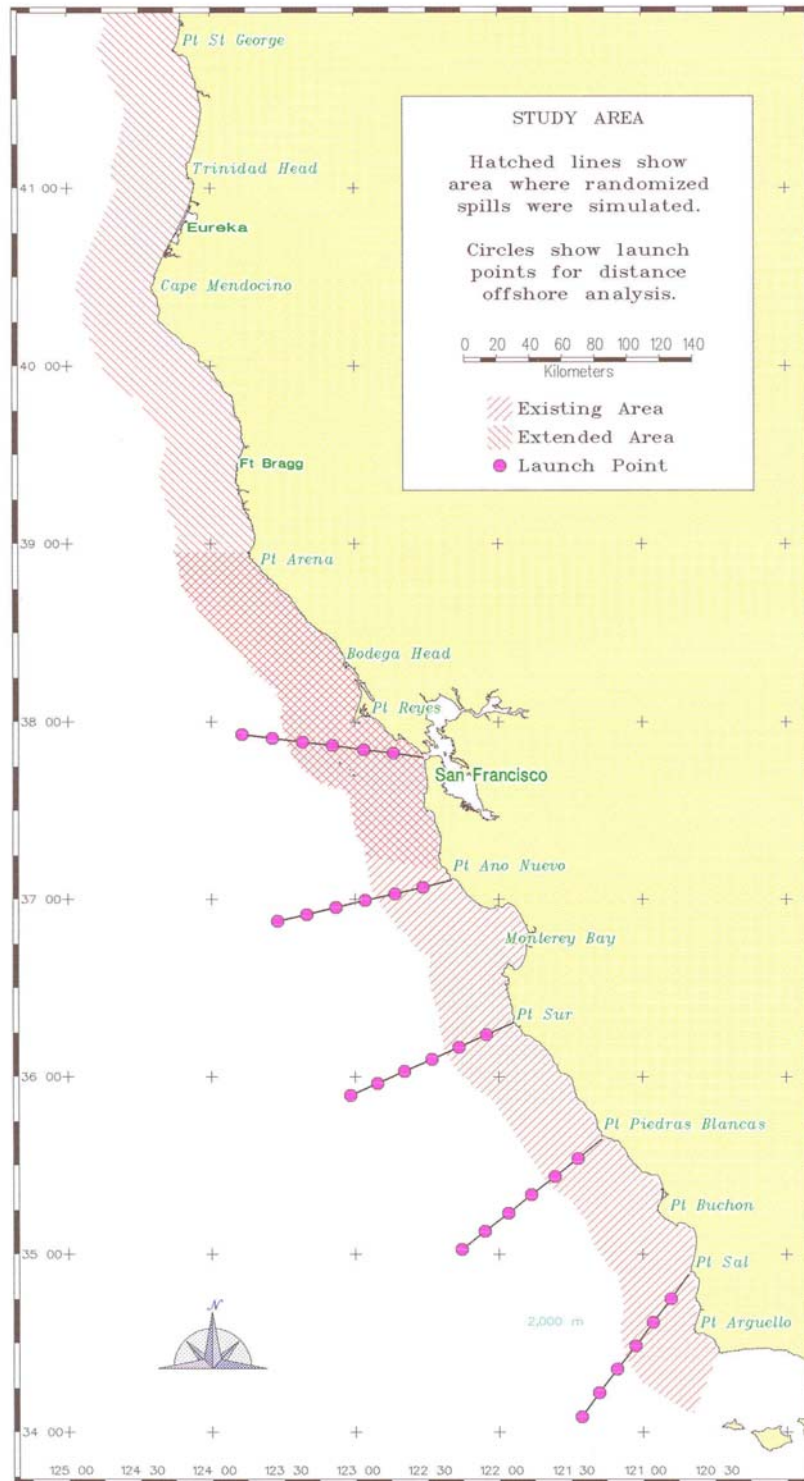 Pt St George
STUDY AREA
Hatched lines show
area where randomized
spills were simulated.
Circles show launch
points for distance
offshore analysis.
0 20 40 60 80 100 120 140
Kilometers
Existing Area
Extended Area
Launch Point
Trinidad Head
41 00
Eureka
Cape Mendocino
40 00
Ft Bragg
39 00
Pt Arena
Bodega Head
Pt Reyes
38 00
San Francisco
Pt Ano Nuevo
37 00
Monterey Bay
Pt Sur
36 00
Pt Piedras Blancas
Pt Buchon
35 00
Pt Sal
2,000 m
Pt Arguello
N
34 00
125 00 124 30 124 00 123 30 123 00 122 30 122 00 121 30 121 00 120 30